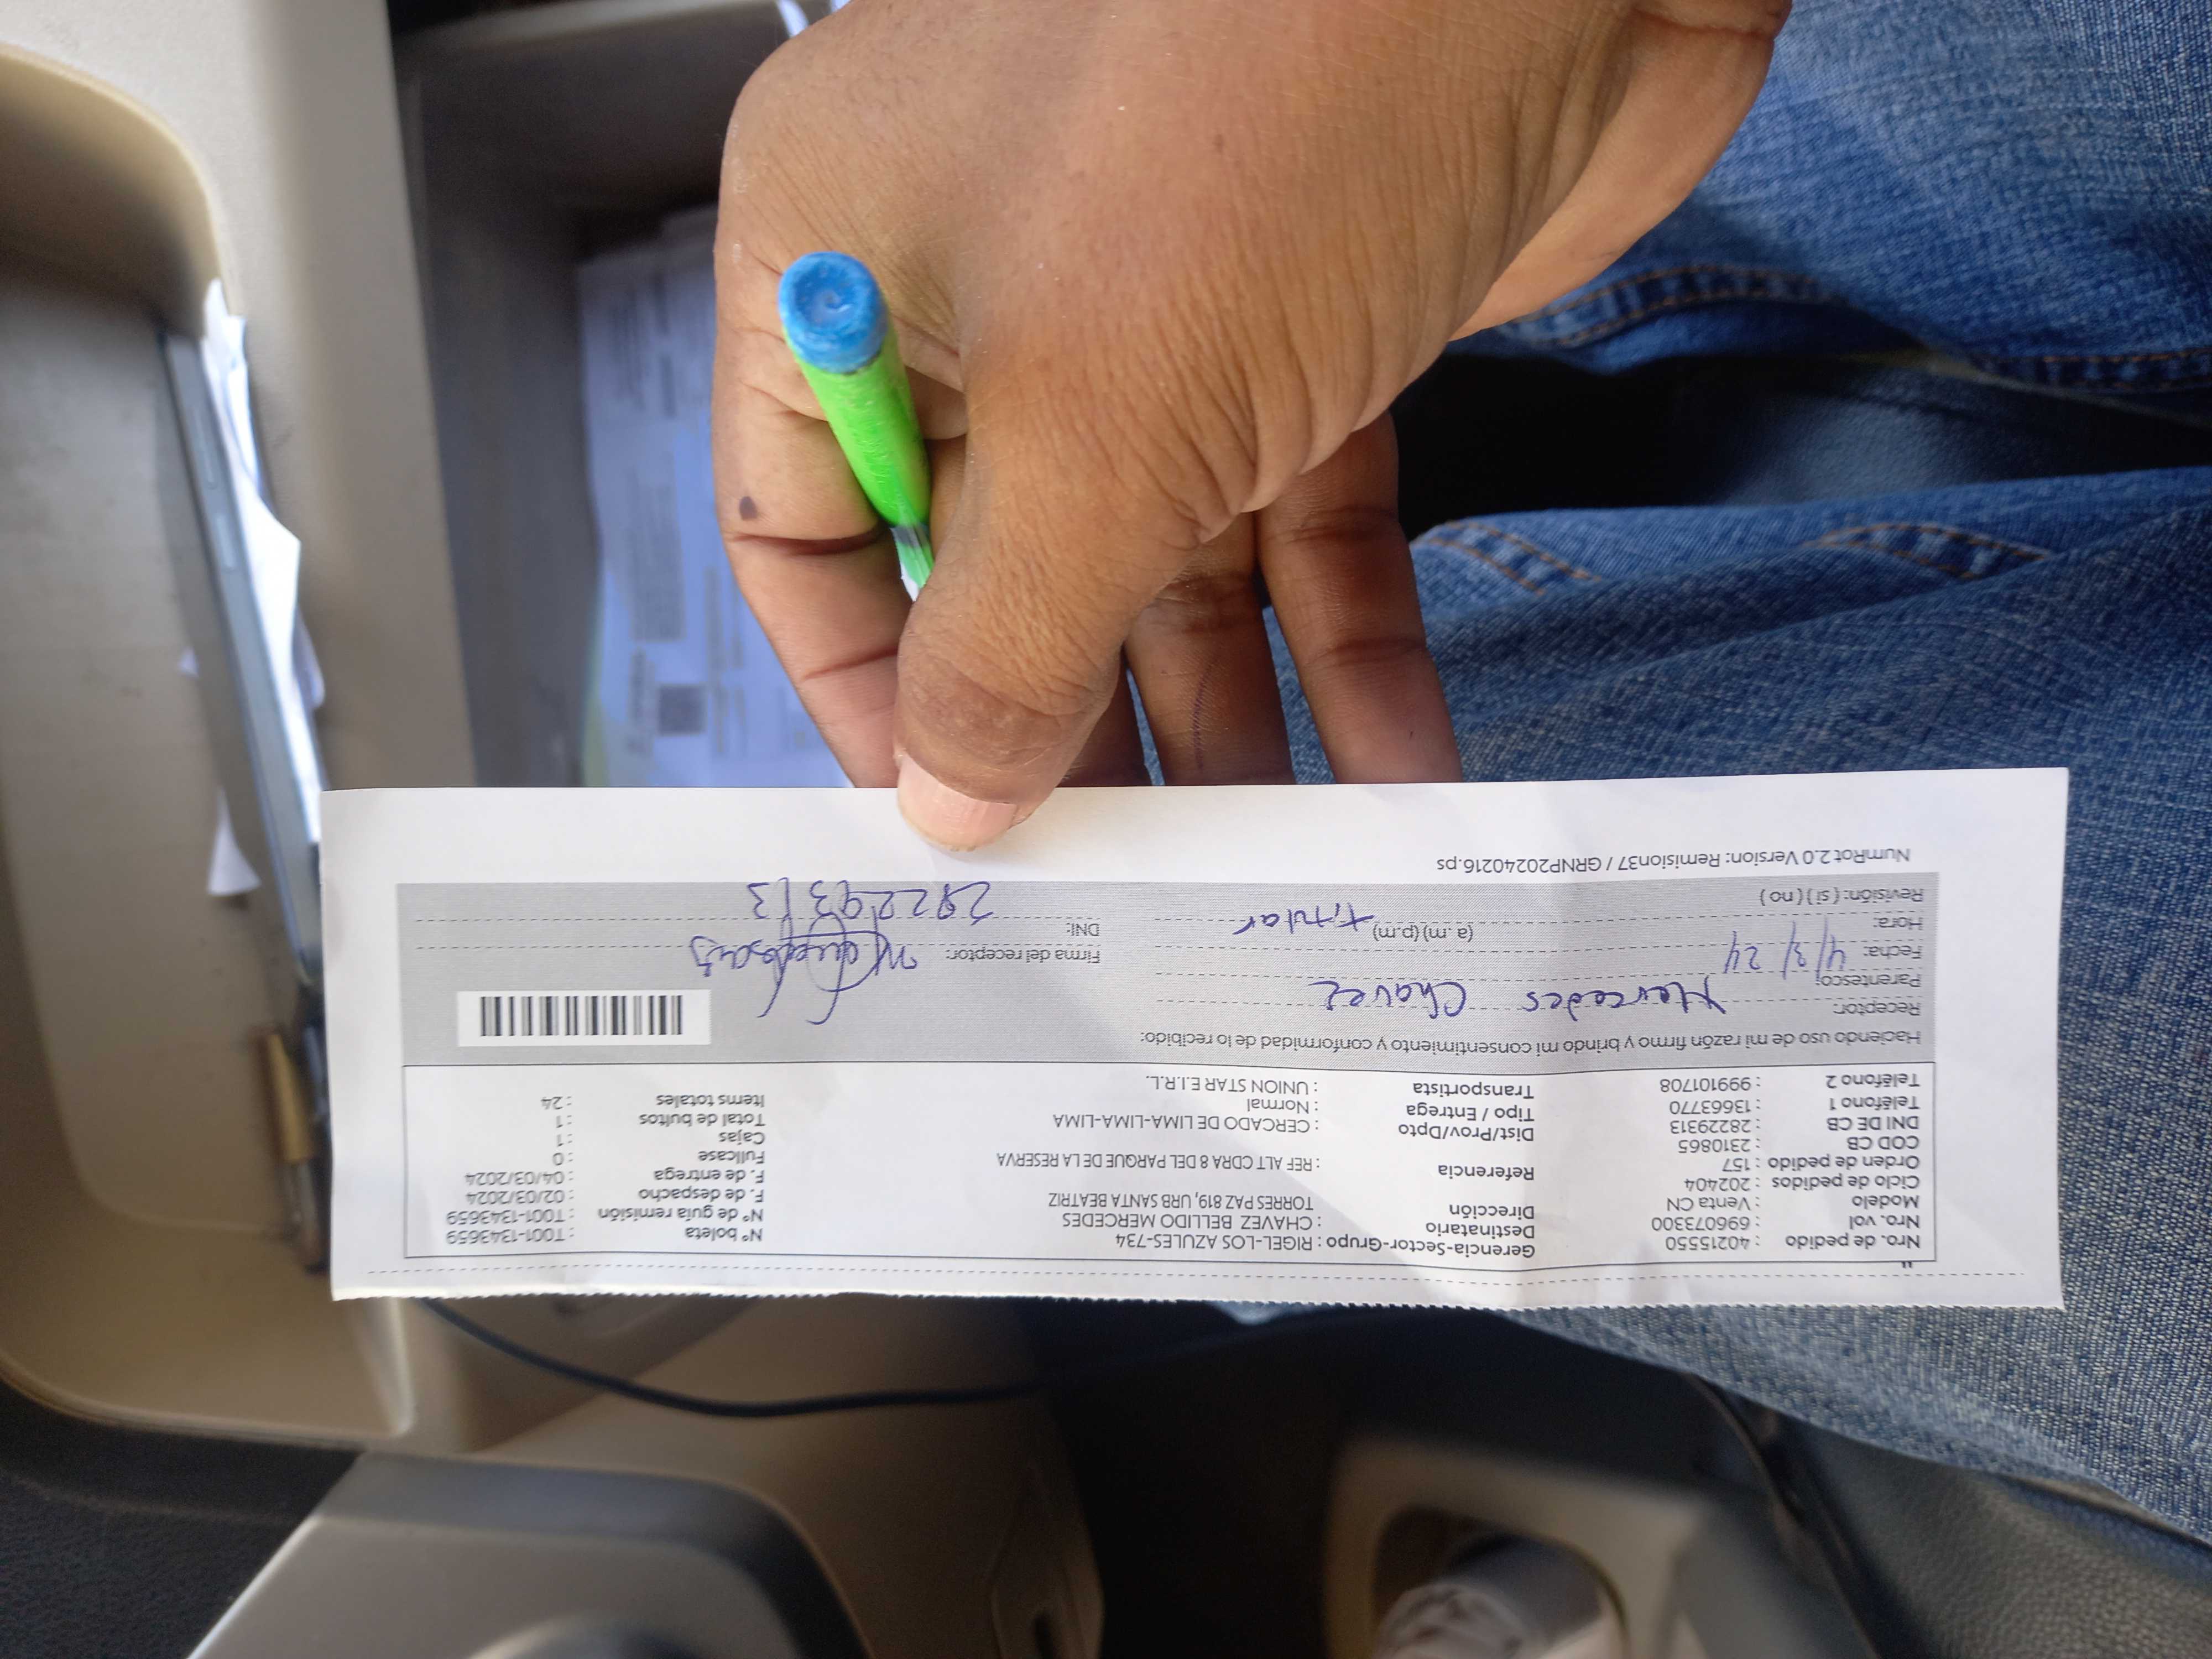 Nro. de pedido : 40215550 Gerencia-Sector-Grupo : RIGEL-LOS AZULES-734 Nº boleta : T001-1343659
Nro. vol : 696073300 Destinatario : CHAVEZ BELLIDO MERCEDES Nº de guía remisión : T001-1343659
Modelo : Venta CN Dirección TORRES PAZ 819, URB SANTA BEATRIZ F. de despacho : 02/03/2024
Ciclo de pedidos : 202404 F. de entrega : 04/03/2024
Orden de pedido : 157 Referencia : REF ALT CDRA 8 DEL PARQUE DE LA RESERVA Fullcase : 0
COD CB : 2310865 Cajas : 1
DNI DE CB : 28229313 Dist/Prov/Dpto : CERCADO DE LIMA-LIMA-LIMA Total de bultos : 1
Teléfono 1 : 13663770 Tipo / Entrega : Normal Items totales : 24
Teléfono 2 : 999101708 Transportista : UNION STAR E.I.R.L.
Haciendo uso de mi razón firmo y brindo mi consentimiento y conformidad de lo recibido:
Receptor: Mercedes Chavez
Parentesco:
Fecha: 4/3/24 Firma del receptor:
Hora: (a.m) (p.m) titular DNI: 28229313
Revisión: ( si ) ( no )
NumRot 2.0 Version: Remision37 / GRNP20240216.ps